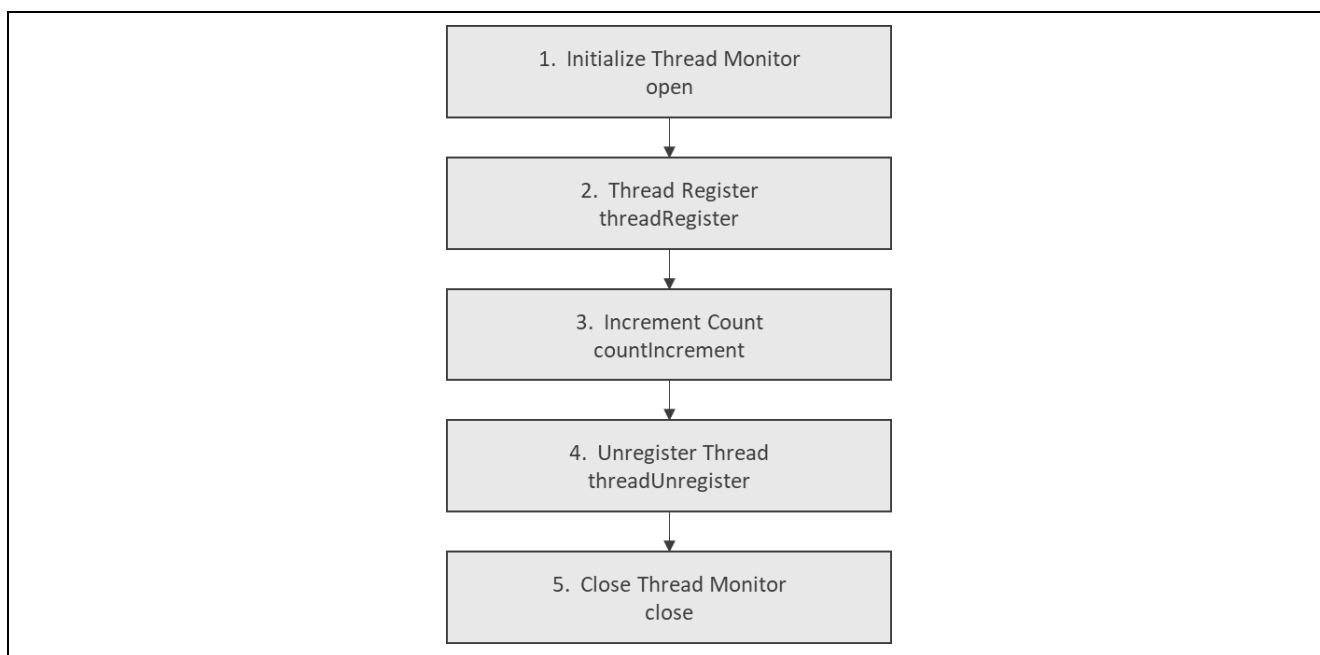 1. Initialize Thread Monitor
open
2. Thread Register
threadRegister
3. Increment Count
countIncrement
4. Unregister Thread
threadUnregister
5. Close Thread Monitor
close